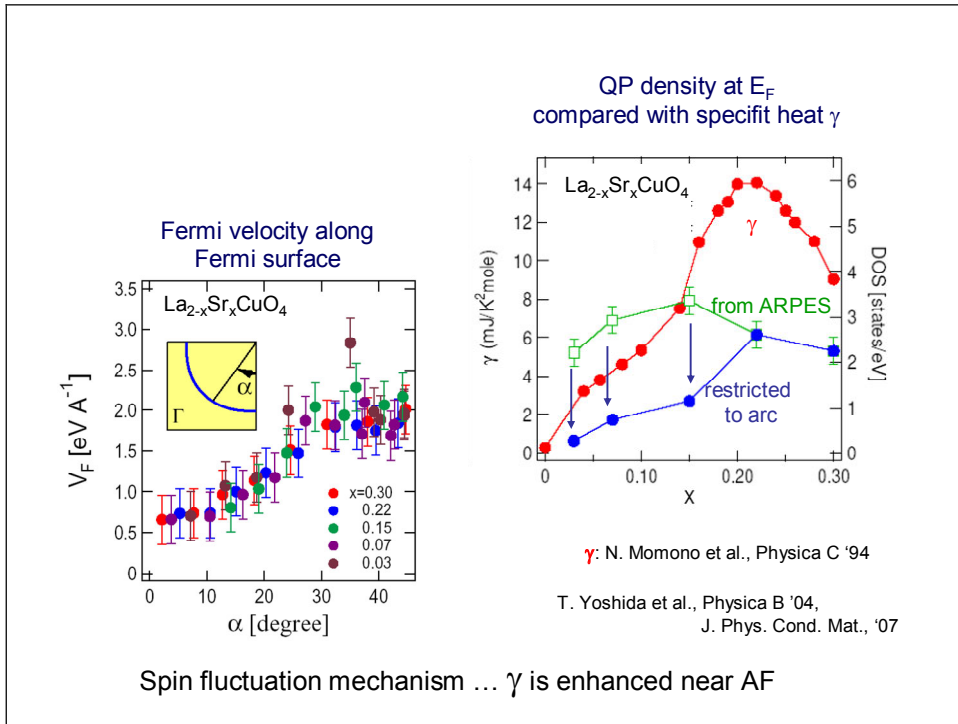 QP density at E_F
compared with specifit heat γ
Fermi velocity along
Fermi surface
3.5
3.0
2.5
2.0
1.5
1.0
0.5
0
V_F [eV A⁻¹]
La₂₋ₓSrₓCuO₄
α
Γ
x=0.30
0.22
0.15
0.07
0.03
0 10 20 30 40
α [degree]
14
12
10
8
6
4
2
0
γ (mJ/K²mole)
La₂₋ₓSrₓCuO₄
γ
from ARPES
restricted
to arc
6
5
4
3
2
1
0
DOS [states/eV]
0 0.10 0.20 0.30
X
γ: N. Momono et al., Physica C ‘94
T. Yoshida et al., Physica B ’04,
J. Phys. Cond. Mat., ‘07
Spin fluctuation mechanism … γ is enhanced near AF